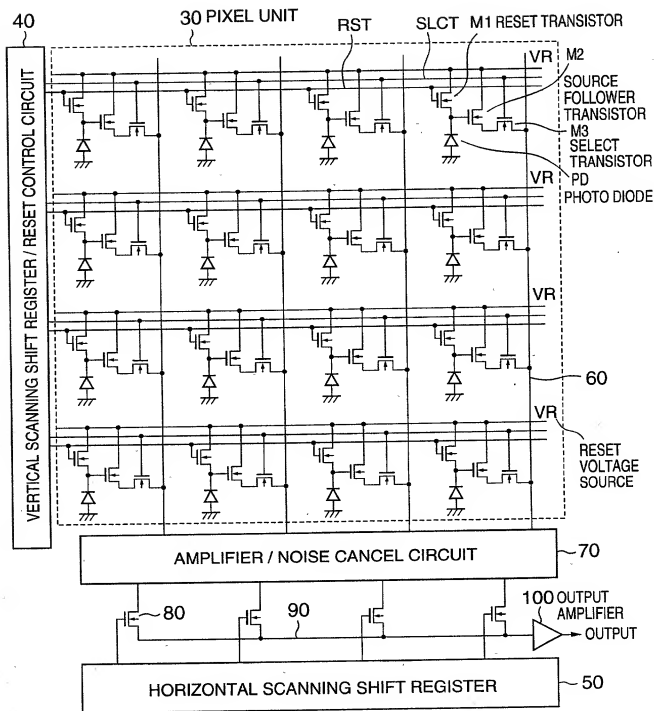 40
30 PIXEL UNIT
RST
SLCT
M1 RESET TRANSISTOR
VR
M2
SOURCE
FOLLOWER
TRANSISTOR
M3
SELECT
TRANSISTOR
PD
PHOTO DIODE
VR
VR
60
VR
RESET
VOLTAGE
SOURCE
VERTICAL SCANNING SHIFT REGISTER / RESET CONTROL CIRCUIT
AMPLIFIER / NOISE CANCEL CIRCUIT
70
80
90
100 OUTPUT
AMPLIFIER
OUTPUT
HORIZONTAL SCANNING SHIFT REGISTER
50